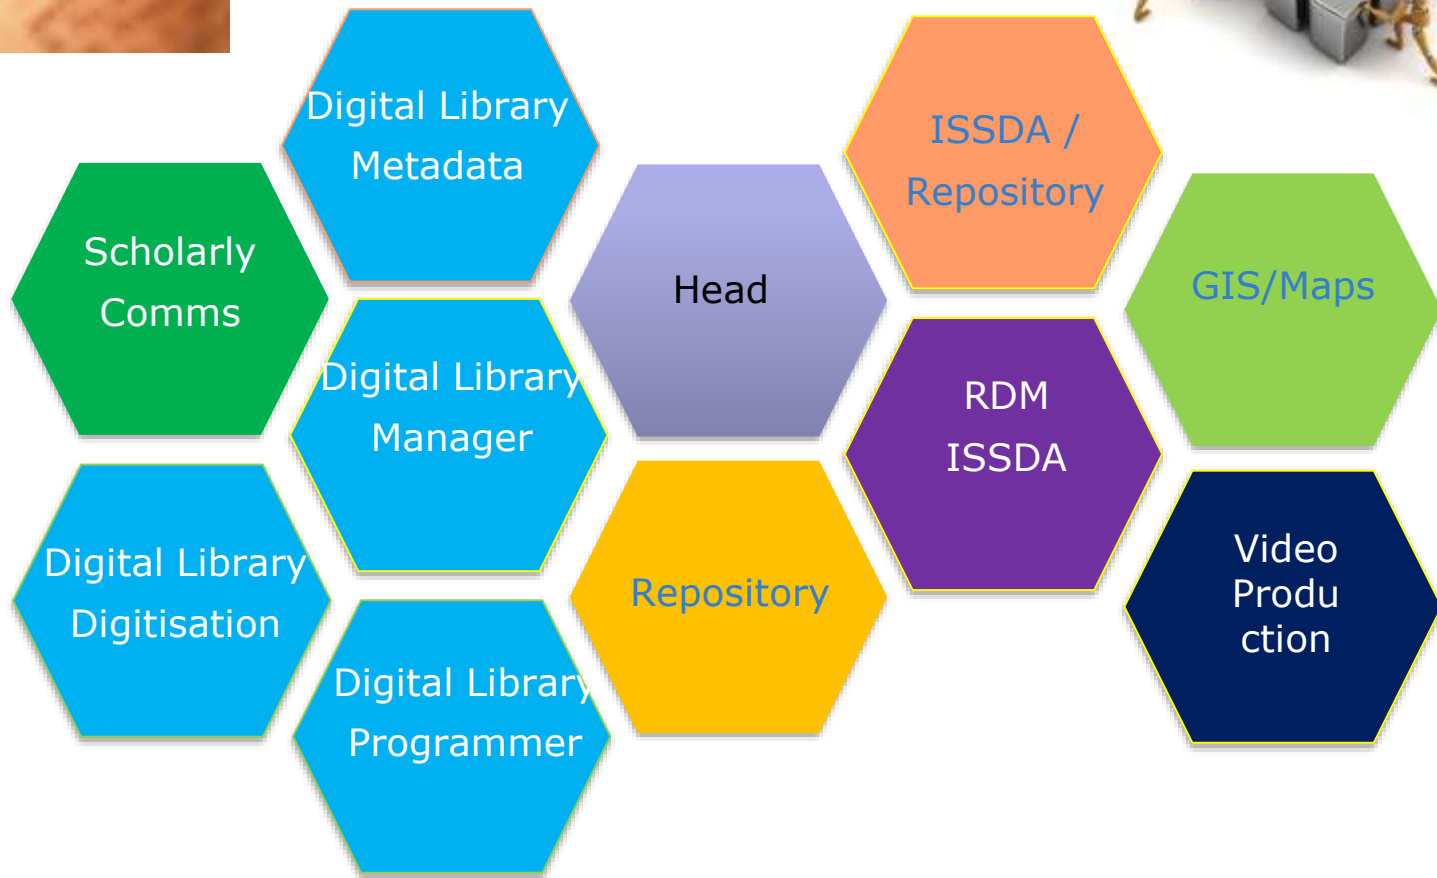 Digital Library
Metadata
ISSDA /
Repository
Scholarly
Comms
Head
GIS/Maps
Digital Library
Manager
RDM
ISSDA
Digital Library
Digitisation
Repository
Video
Produ
ction
Digital Library
Programmer